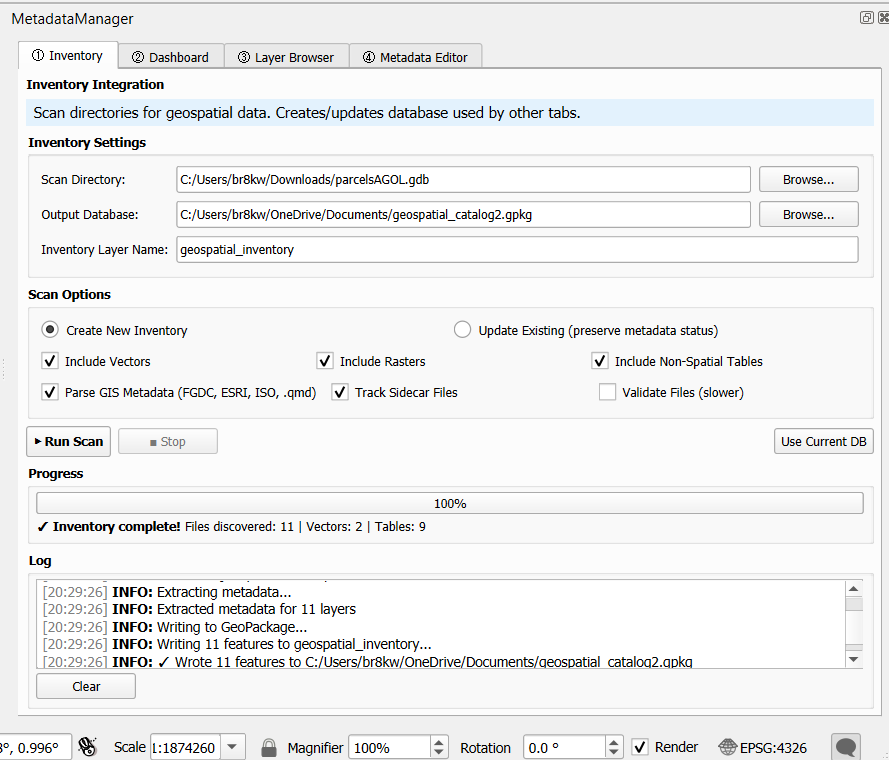 MetadataManager
① Inventory ② Dashboard ③ Layer Browser ④ Metadata Editor
Inventory Integration
Scan directories for geospatial data. Creates/updates database used by other tabs.
Inventory Settings
Scan Directory: C:/Users/br8kw/Downloads/parcelsAGOL.gdb Browse...
Output Database: C:/Users/br8kw/OneDrive/Documents/geospatial_catalog2.gpkg Browse...
Inventory Layer Name: geospatial_inventory
Scan Options
Create New Inventory Update Existing (preserve metadata status)
Include Vectors Include Rasters Include Non-Spatial Tables
Parse GIS Metadata (FGDC, ESRI, ISO, .qmd) Track Sidecar Files Validate Files (slower)
Run Scan Stop Use Current DB
Progress
100%
✓ Inventory complete! Files discovered: 11 | Vectors: 2 | Tables: 9
Log
[20:29:26] INFO: Extracting metadata...
[20:29:26] INFO: Extracted metadata for 11 layers
[20:29:26] INFO: Writing to GeoPackage...
[20:29:26] INFO: Writing 11 features to geospatial_inventory...
[20:29:26] INFO: ✓ Wrote 11 features to C:/Users/br8kw/OneDrive/Documents/geospatial_catalog2.gpkg
Clear
°, 0.996° Scale 1:1874260 Magnifier 100% Rotation 0.0 ° Render EPSG:4326